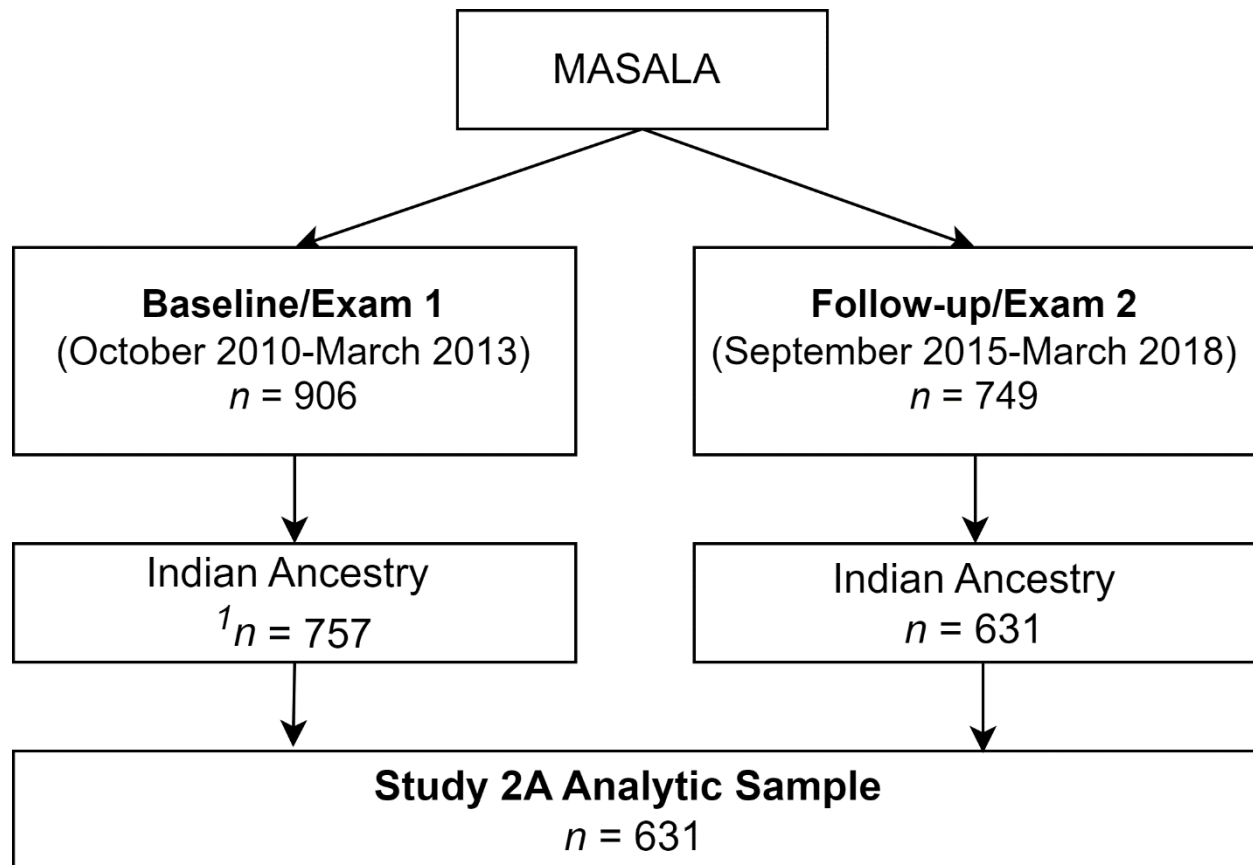 MASALA
Baseline/Exam 1
(October 2010-March 2013)
n = 906
Follow-up/Exam 2
(September 2015-March 2018)
n = 749
Indian Ancestry
¹n = 757
Indian Ancestry
n = 631
Study 2A Analytic Sample
n = 631